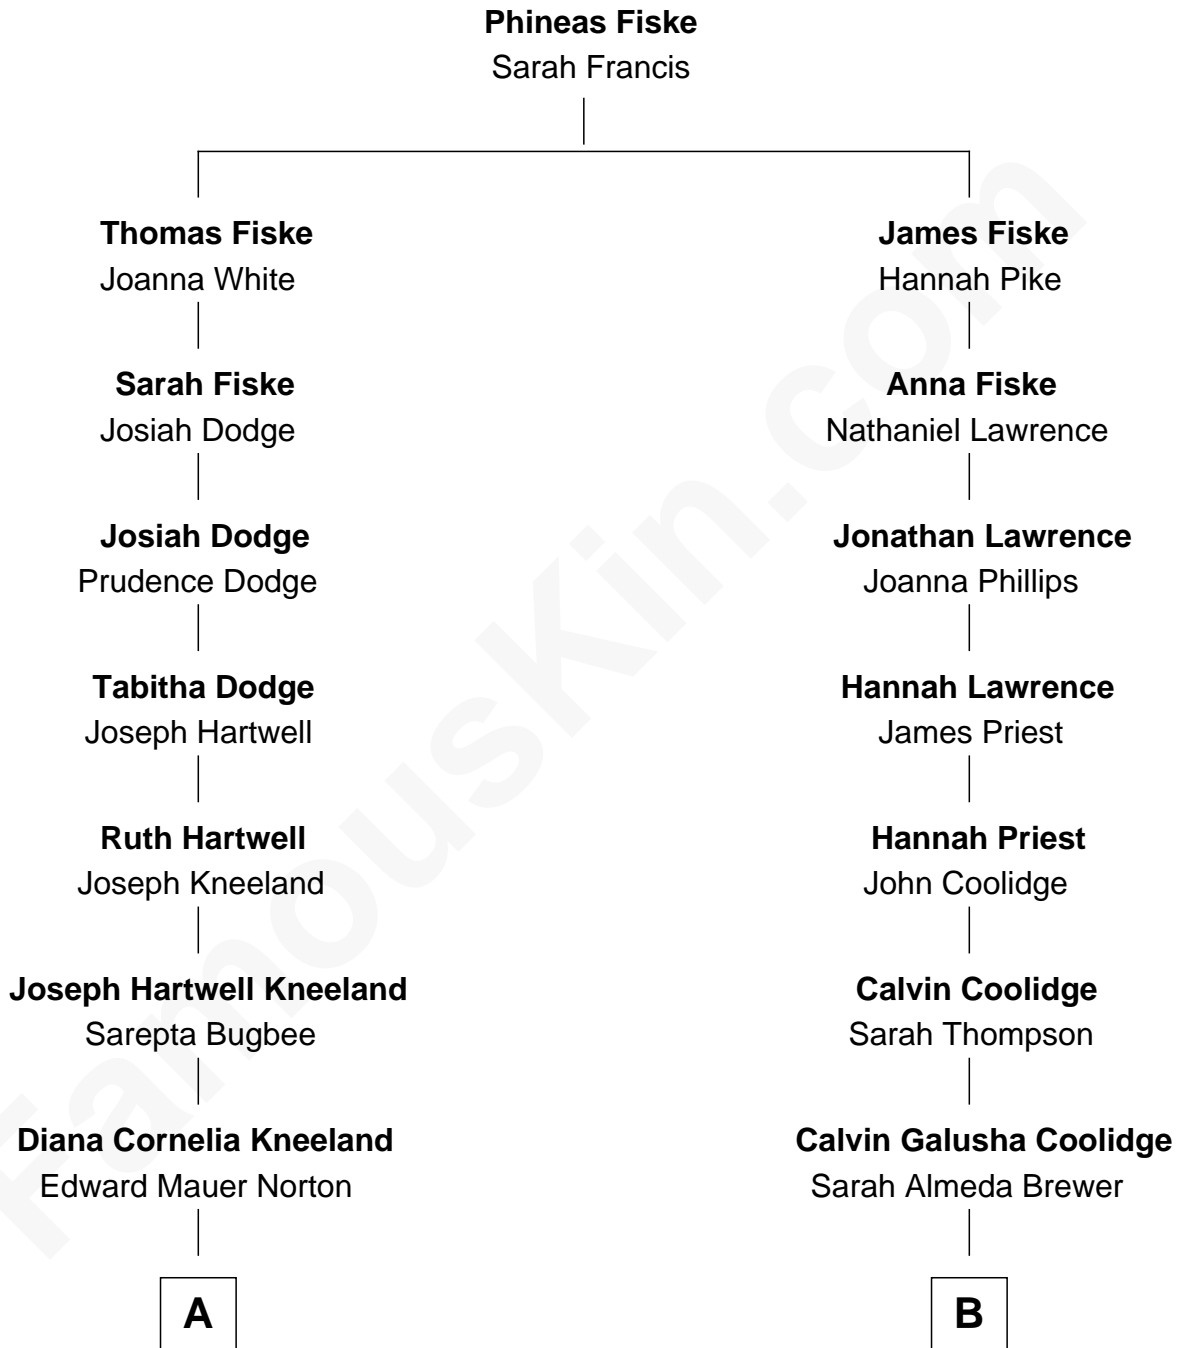 Phineas Fiske
Sarah Francis
Thomas Fiske
Joanna White
Sarah Fiske
Josiah Dodge
Josiah Dodge
Prudence Dodge
Tabitha Dodge
Joseph Hartwell
Ruth Hartwell
Joseph Kneeland
Joseph Hartwell Kneeland
Sarepta Bugbee
Diana Cornelia Kneeland
Edward Mauer Norton
A
James Fiske
Hannah Pike
Anna Fiske
Nathaniel Lawrence
Jonathan Lawrence
Joanna Phillips
Hannah Lawrence
James Priest
Hannah Priest
John Coolidge
Calvin Coolidge
Sarah Thompson
Calvin Galusha Coolidge
Sarah Almeda Brewer
B
FamousKin.com